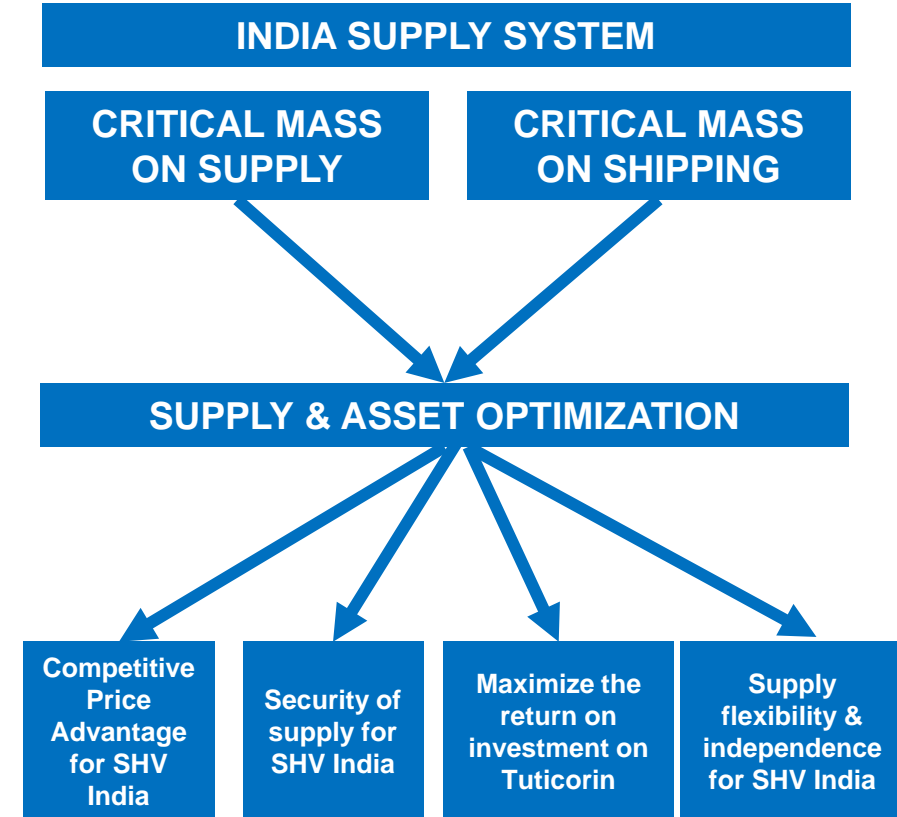 INDIA SUPPLY SYSTEM
CRITICAL MASS
ON SUPPLY
CRITICAL MASS
ON SHIPPING
SUPPLY & ASSET OPTIMIZATION
Competitive
Price
Advantage
for SHV
India
Security of
supply for
SHV India
Maximize the
return on
investment on
Tuticorin
Supply
flexibility &
independence
for SHV India